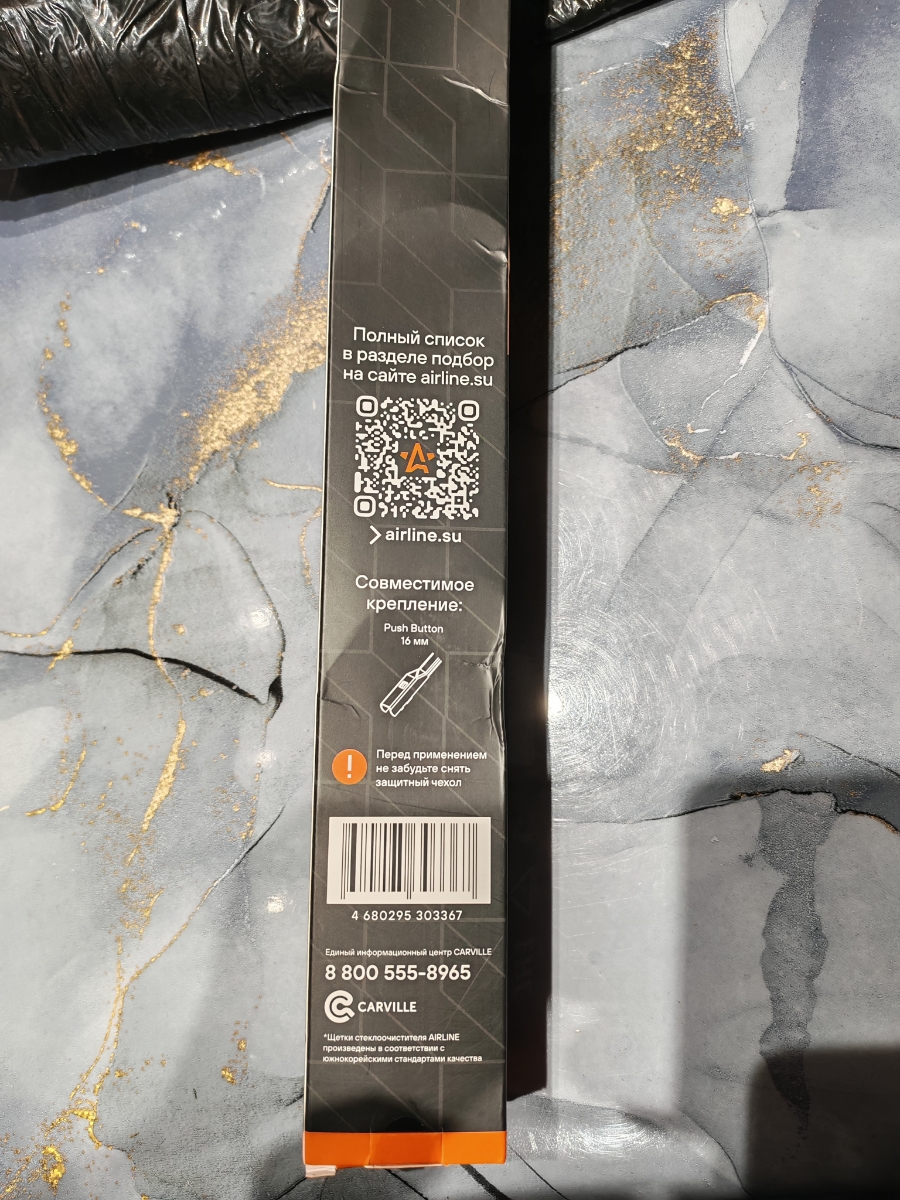 Полный список
в разделе подбор
на сайте airline.su
airline.su
Совместимое
крепление:
Push Button
16 мм
!
Перед применением
не забудьте снять
защитный чехол
4 680295 303367
Единый информационный центр CARVILLE
8 800 555-8965
CARVILLE
*Щетки стеклоочистителя AIRLINE
произведены в соответствии с
южнокорейскими стандартами качества